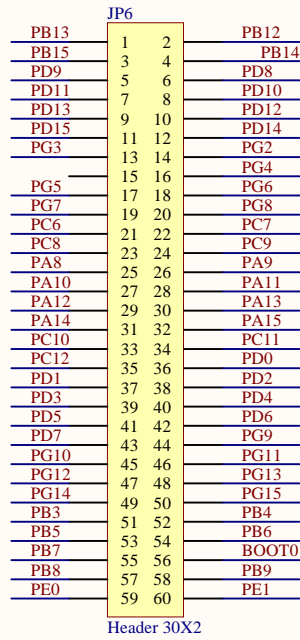 JP6
PB13 1 2 PB12
PB15 3 4 PB14
PD9 5 6 PD8
PD11 7 8 PD10
PD13 9 10 PD12
PD15 11 12 PD14
PG3 13 14 PG2
15 16 PG4
PG5 17 18 PG6
PG7 19 20 PG8
PC6 21 22 PC7
PC8 23 24 PC9
PA8 25 26 PA9
PA10 27 28 PA11
PA12 29 30 PA13
PA14 31 32 PA15
PC10 33 34 PC11
PC12 35 36 PD0
PD1 37 38 PD2
PD3 39 40 PD4
PD5 41 42 PD6
PD7 43 44 PG9
PG10 45 46 PG11
PG12 47 48 PG13
PG14 49 50 PG15
PB3 51 52 PB4
PB5 53 54 PB6
PB7 55 56 BOOT0
PB8 57 58 PB9
PE0 59 60 PE1
Header 30X2